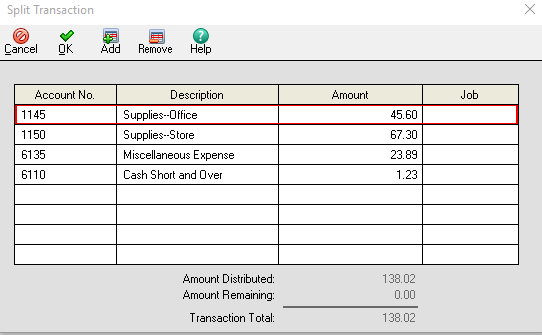 Split Transaction
Cancel OK Add Remove Help
Account No. Description Amount Job
1145 Supplies--Office 45.60
1150 Supplies--Store 67.30
6135 Miscellaneous Expense 23.89
6110 Cash Short and Over 1.23
Amount Distributed: 138.02
Amount Remaining: 0.00
Transaction Total: 138.02